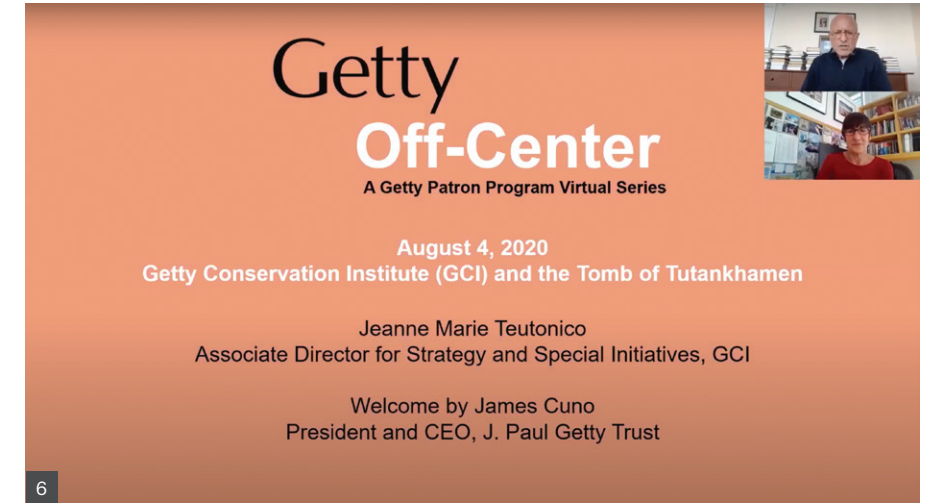 Getty
Off-Center
A Getty Patron Program Virtual Series
August 4, 2020
Getty Conservation Institute (GCI) and the Tomb of Tutankhamen
Jeanne Marie Teutonico
Associate Director for Strategy and Special Initiatives, GCI
Welcome by James Cuno
President and CEO, J. Paul Getty Trust
6